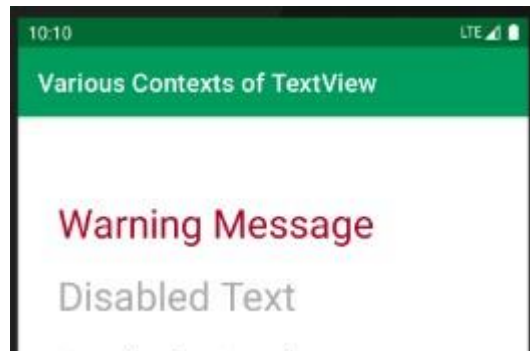 10:10 LTE
Various Contexts of TextView
Warning Message
Disabled Text